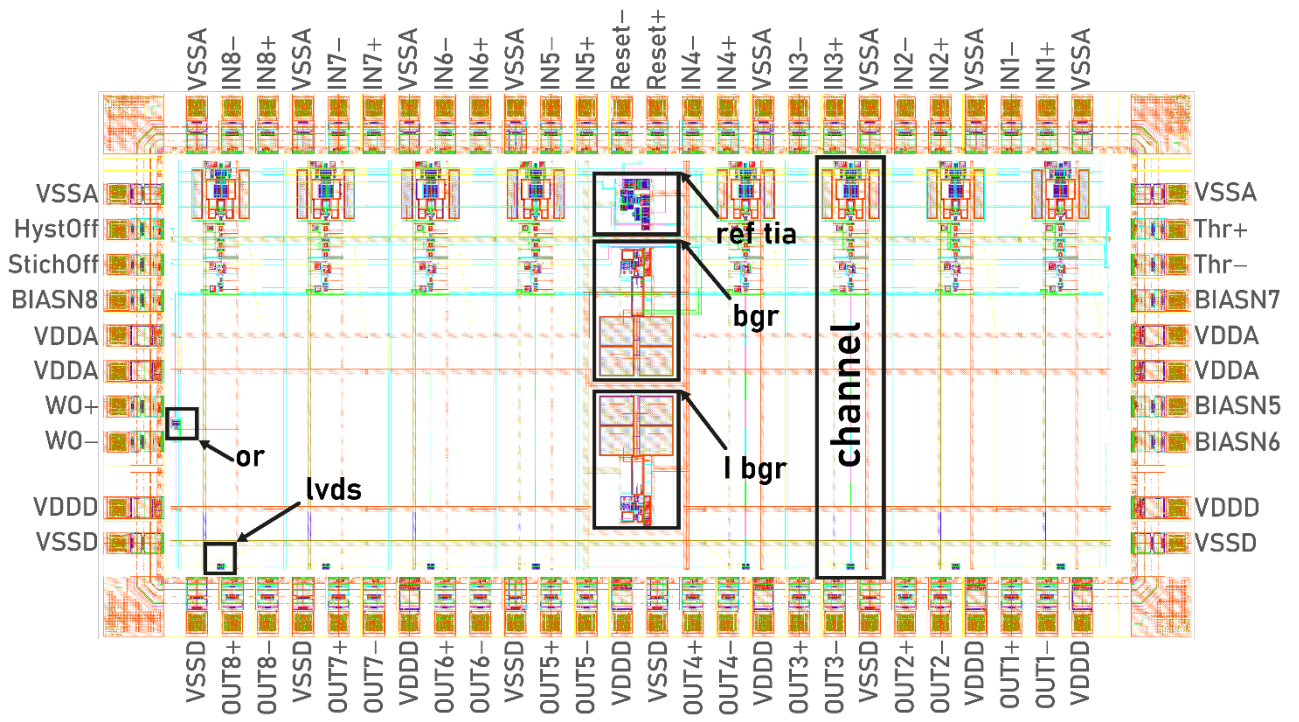 VSSA
IN8−
IN8+
VSSA
IN7−
IN7+
VSSA
IN6−
IN6+
VSSA
IN5−
IN5+
Reset−
Reset+
IN4−
IN4+
VSSA
IN3−
IN3+
VSSA
IN2−
IN2+
VSSA
IN1−
IN1+
VSSA
VSSA
HystOff
StichOff
BIASN8
VDDA
VDDA
WO+
WO−
VDDD
VSSD
ref tia
bgr
I bgr
channel
or
lvds
VSSA
Thr+
Thr−
BIASN7
VDDA
VDDA
BIASN5
BIASN6
VDDD
VSSD
VSSD
OUT8+
OUT8−
VSSD
OUT7+
OUT7−
VDDD
OUT6+
OUT6−
VSSD
OUT5+
OUT5−
VDDD
VSSD
OUT4+
OUT4−
VDDD
OUT3+
OUT3−
VSSD
OUT2+
OUT2−
VDDD
OUT1+
OUT1−
VDDD